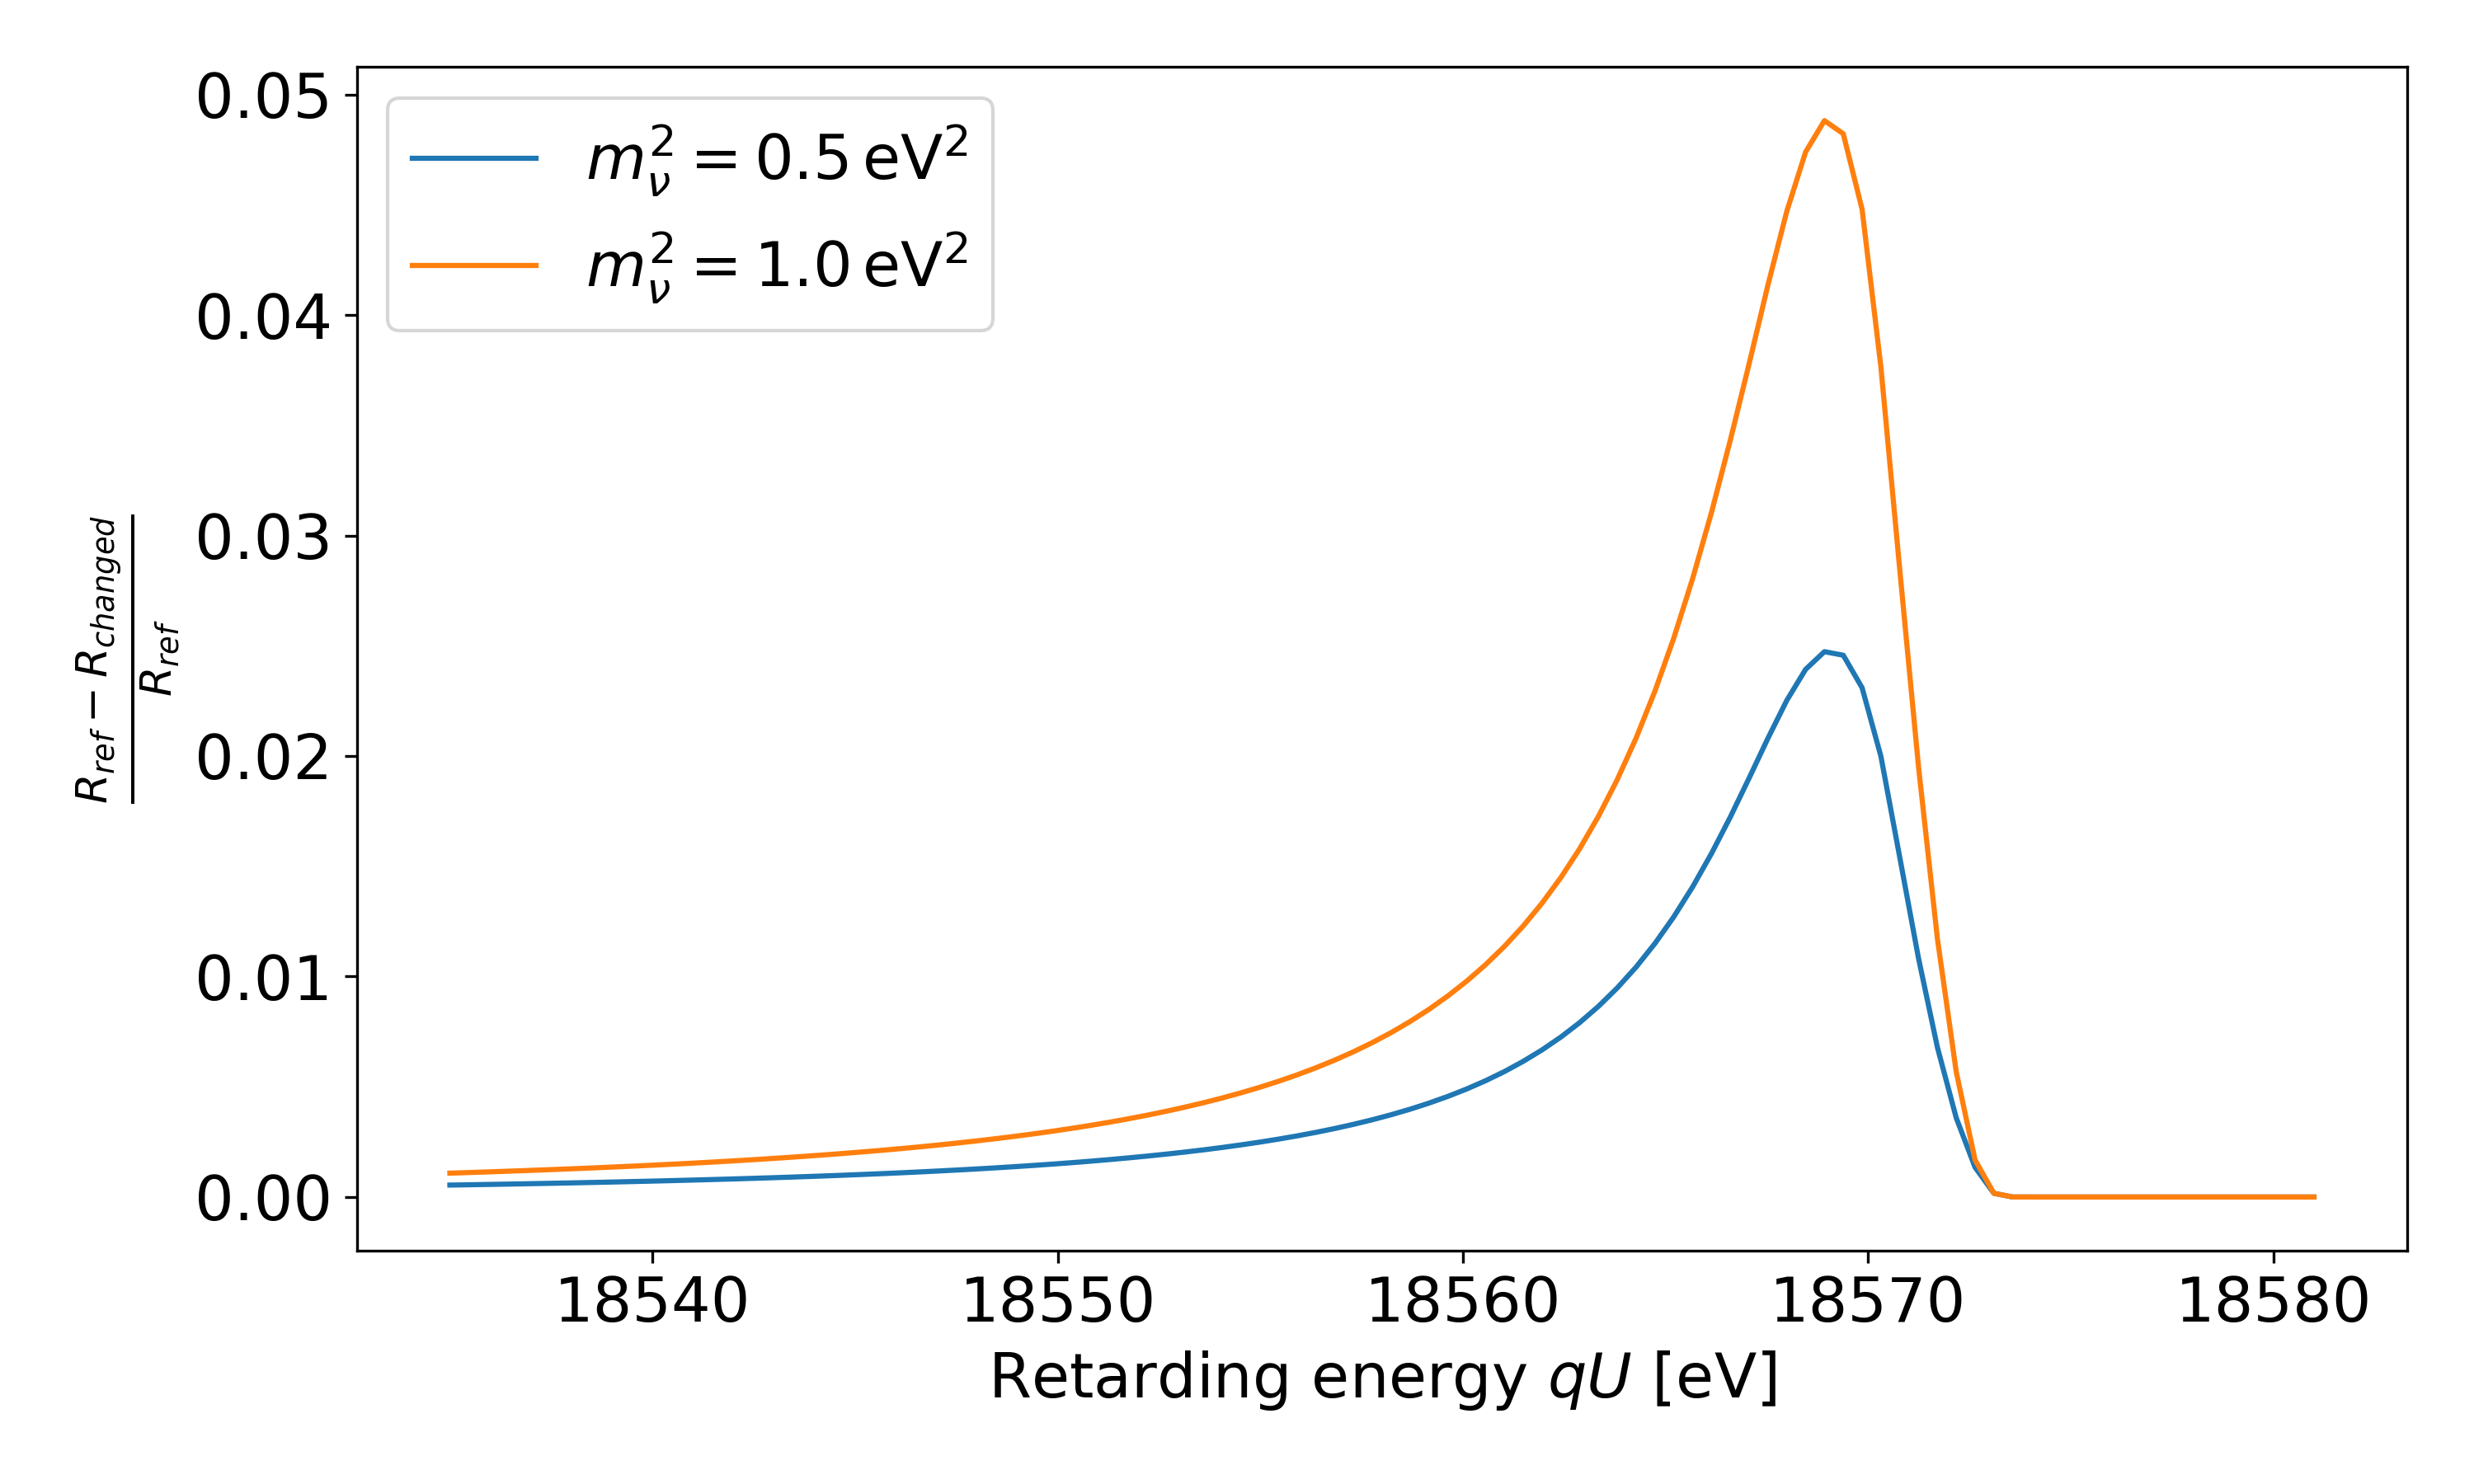 0.05
0.04
0.03
0.02
0.01
0.00
18540 18550 18560 18570 18580
Retarding energy qU [eV]
R_ref − R_changed
R_ref
m_ν^2 = 0.5 eV^2
m_ν^2 = 1.0 eV^2